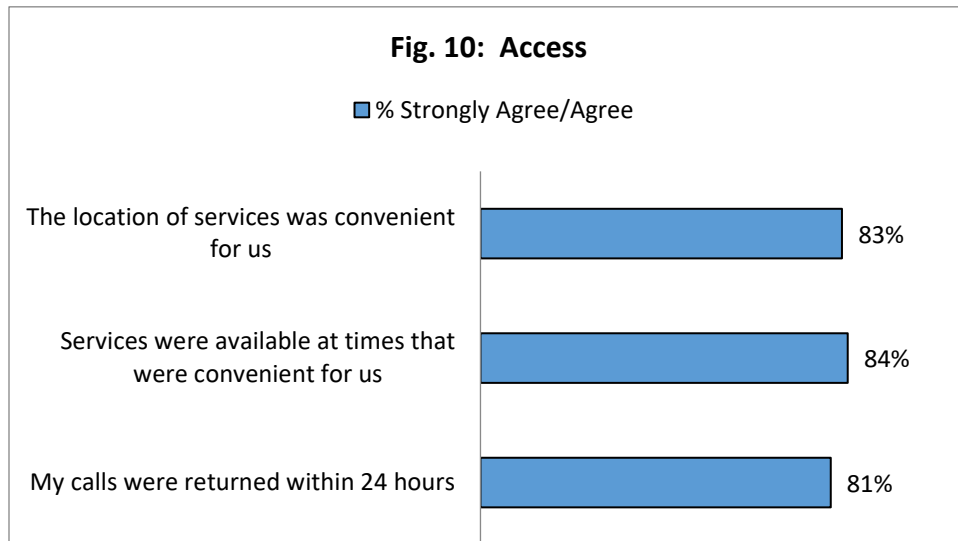 Fig. 10:  Access
% Strongly Agree/Agree
The location of services was convenient
for us
83%
Services were available at times that
were convenient for us
84%
My calls were returned within 24 hours
81%